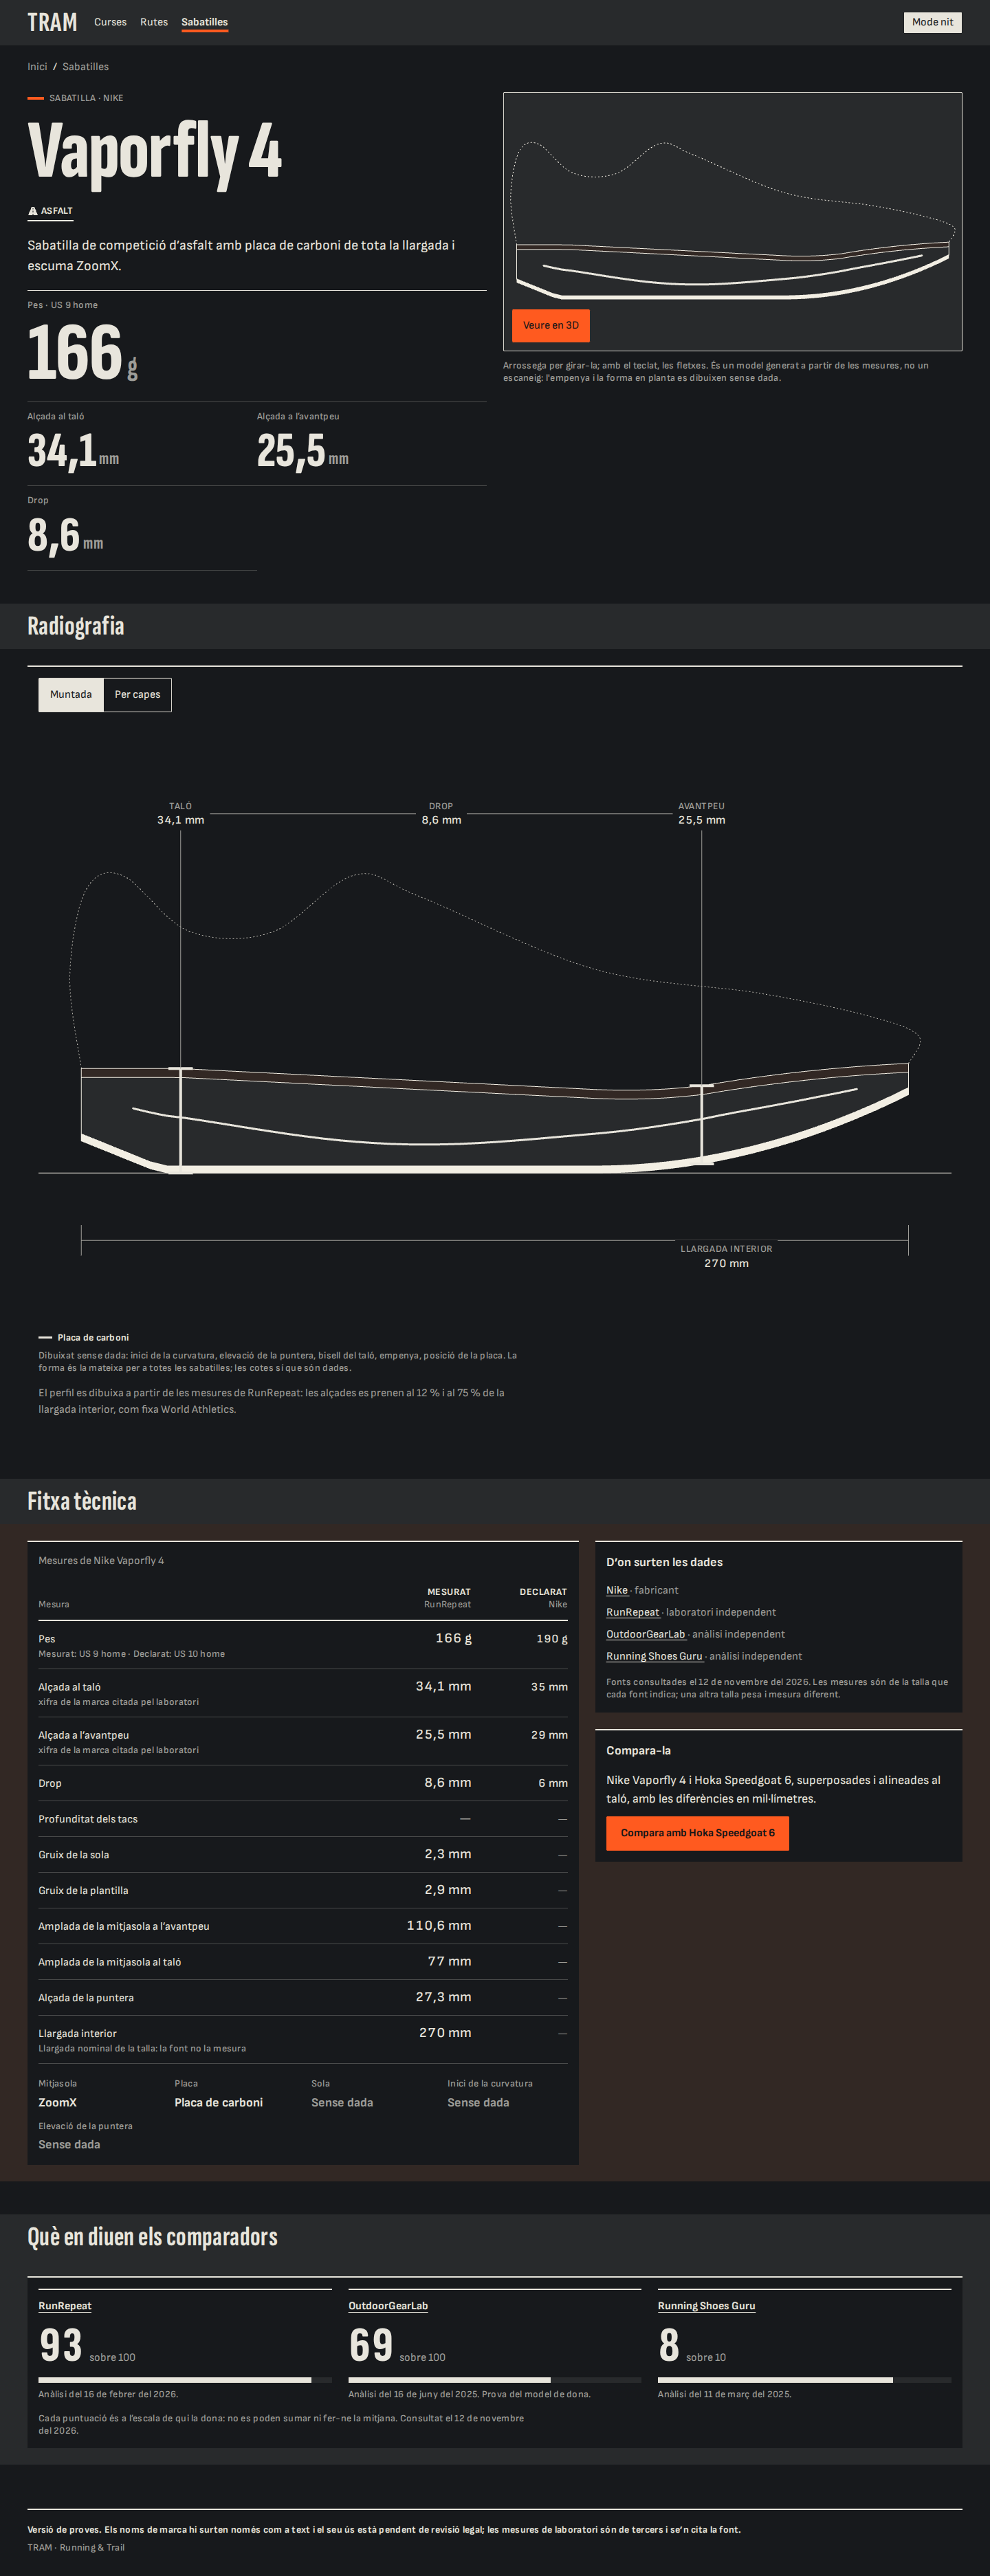 TRAM Curses Rutes Sabatilles Mode nit
Inici / Sabatilles
SABATILLA · NIKE
Vaporfly 4
ASFALT
Sabatilla de competició d’asfalt amb placa de carboni de tota la llargada i
escuma ZoomX.
Pes · US 9 home
166 g
Alçada al taló
34,1 mm
Alçada a l’avantpeu
25,5 mm
Drop
8,6 mm
Veure en 3D
Arrossega per girar-la; amb el teclat, les fletxes. És un model generat a partir de les mesures, no un
escaneig: l’empenya i la forma en planta es dibuixen sense dada.
Radiografia
Muntada Per capes
TALÓ DROP AVANTPEU
34,1 mm 8,6 mm 25,5 mm
LLARGADA INTERIOR
270 mm
Placa de carboni
Dibuixat sense dada: inici de la curvatura, elevació de la puntera, bisell del taló, empenya, posició de la placa. La
forma és la mateixa per a totes les sabatilles; les cotes sí que són dades.
El perfil es dibuixa a partir de les mesures de RunRepeat: les alçades es prenen al 12 % i al 75 % de la
llargada interior, com fixa World Athletics.
Fitxa tècnica
Mesures de Nike Vaporfly 4
MESURAT DECLARAT
Mesura RunRepeat Nike
Pes 166 g 190 g
Mesurat: US 9 home · Declarat: US 10 home
Alçada al taló 34,1 mm 35 mm
xifra de la marca citada pel laboratori
Alçada a l’avantpeu 25,5 mm 29 mm
xifra de la marca citada pel laboratori
Drop 8,6 mm 6 mm
Profunditat dels tacs — —
Gruix de la sola 2,3 mm —
Gruix de la plantilla 2,9 mm —
Amplada de la mitjasola a l’avantpeu 110,6 mm —
Amplada de la mitjasola al taló 77 mm —
Alçada de la puntera 27,3 mm —
Llargada interior 270 mm —
Llargada nominal de la talla: la font no la mesura
Mitjasola Placa Sola Inici de la curvatura
ZoomX Placa de carboni Sense dada Sense dada
Elevació de la puntera
Sense dada
D’on surten les dades
Nike · fabricant
RunRepeat · laboratori independent
OutdoorGearLab · anàlisi independent
Running Shoes Guru · anàlisi independent
Fonts consultades el 12 de novembre del 2026. Les mesures són de la talla que
cada font indica; una altra talla pesa i mesura diferent.
Compara-la
Nike Vaporfly 4 i Hoka Speedgoat 6, superposades i alineades al
taló, amb les diferències en mil·límetres.
Compara amb Hoka Speedgoat 6
Què en diuen els comparadors
RunRepeat
93 sobre 100
Anàlisi del 16 de febrer del 2026.
OutdoorGearLab
69 sobre 100
Anàlisi del 16 de juny del 2025. Prova del model de dona.
Running Shoes Guru
8 sobre 10
Anàlisi del 11 de març del 2025.
Cada puntuació és a l’escala de qui la dona: no es poden sumar ni fer-ne la mitjana. Consultat el 12 de novembre
del 2026.
Versió de proves. Els noms de marca hi surten només com a text i el seu ús està pendent de revisió legal; les mesures de laboratori són de tercers i se’n cita la font.
TRAM · Running & Trail